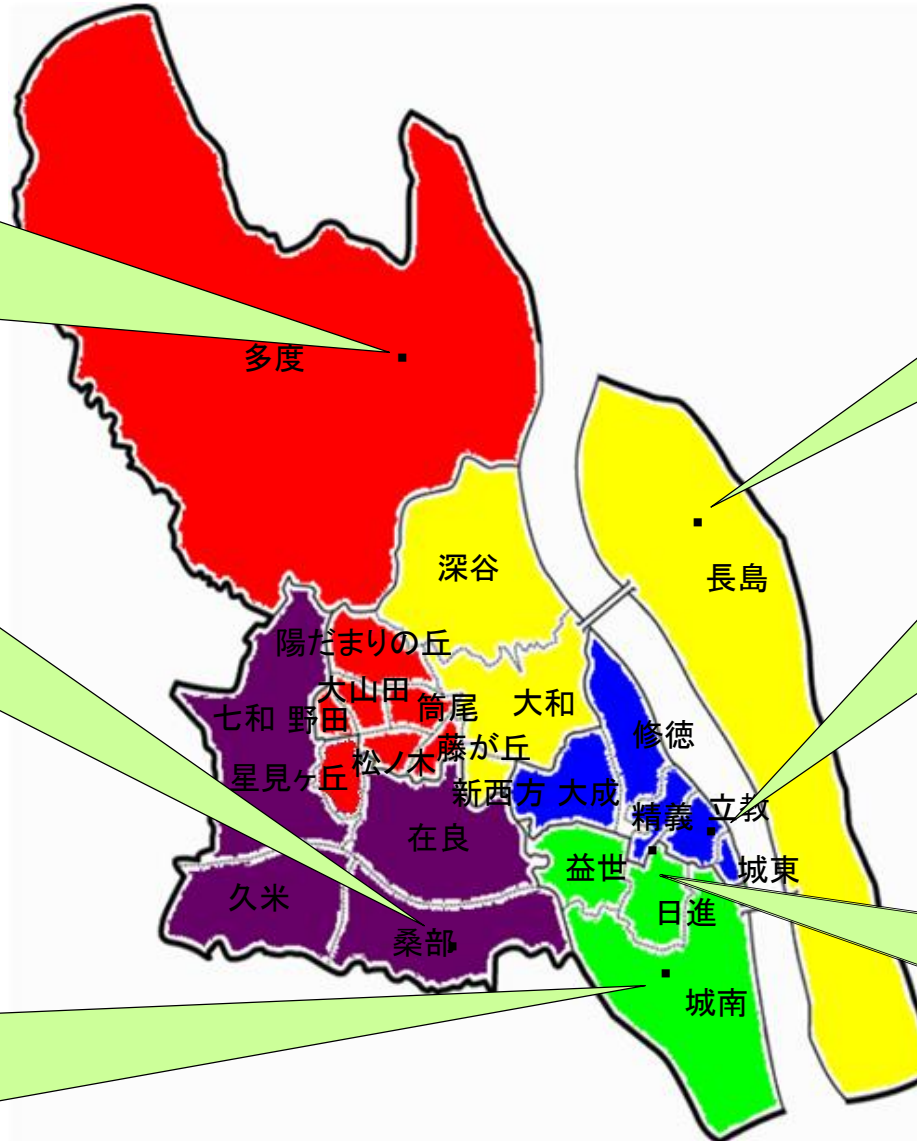 多度
深谷
長島
陽だまりの丘
大山田
筒尾
大和
七和
野田
修徳
藤が丘
松ノ木
星見ヶ丘
新西方
大成
立教
精義
在良
益世
城東
久米
日進
桑部
城南